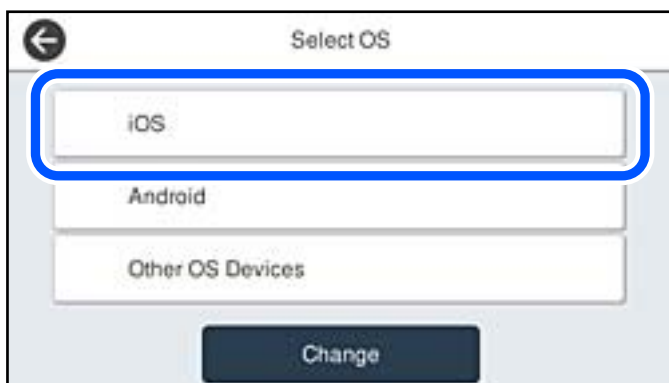 Select OS
iOS
Android
Other OS Devices
Change